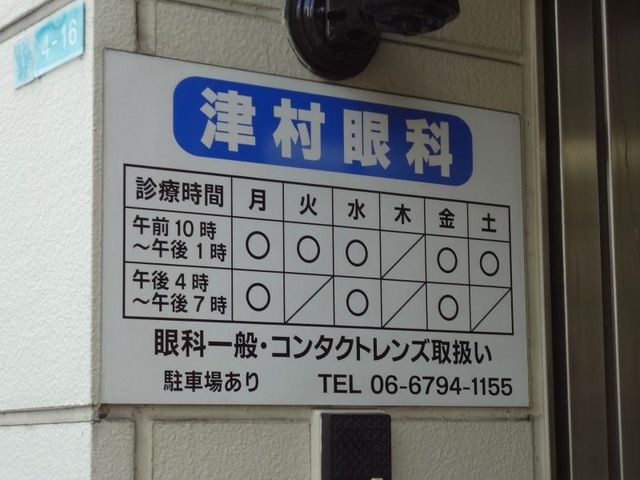 4-16
津村眼科
診療時間 月 火 水 木 金 土
午前10時
～午後1時 ○ ○ ○ ／ ○ ○
午後4時
～午後7時 ○ ／ ○ ／ ○ ／
眼科一般・コンタクトレンズ取扱い
駐車場あり TEL 06-6794-1155